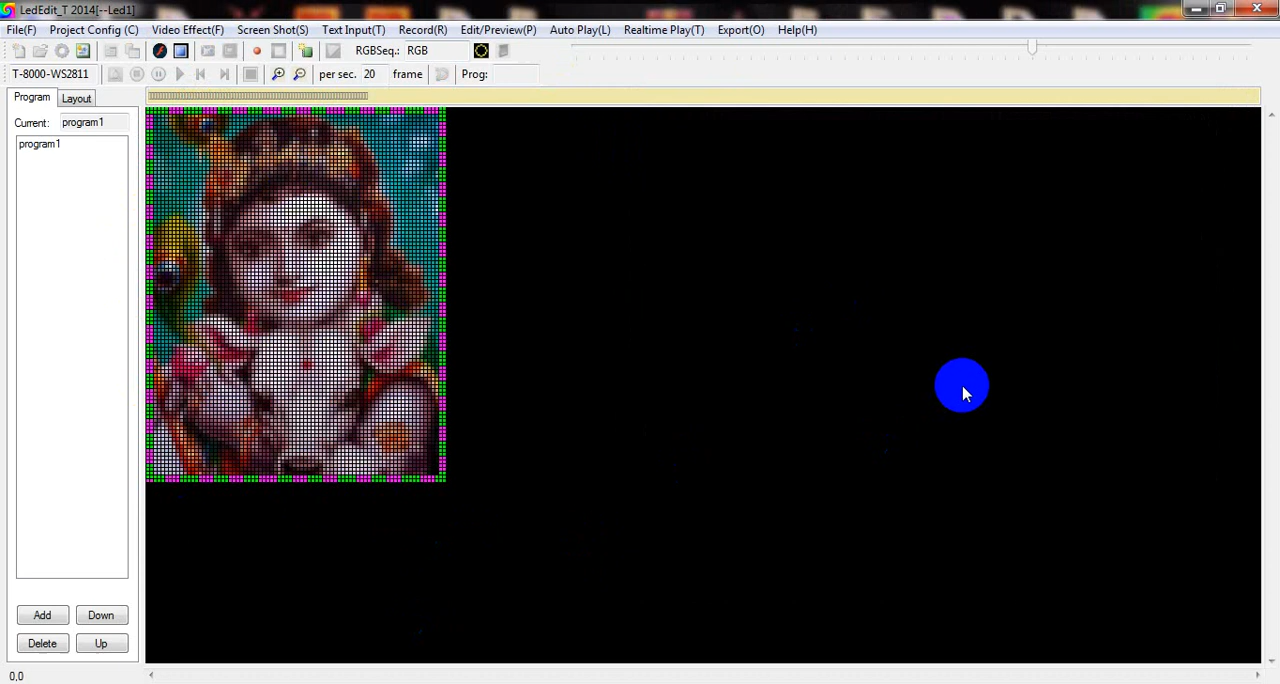 LedEdit_T 2014[--Led1]
File(F) Project Config (C) Video Effect(F) Screen Shot(S) Text Input(T) Record(R) Edit/Preview(P) Auto Play(L) Realtime Play(T) Export(O) Help(H)
RGBSeq.: RGB
T-8000-WS2811 per sec. 20 frame Prog:
Program Layout
Current: program1
program1
Add Down
Delete Up
0,0